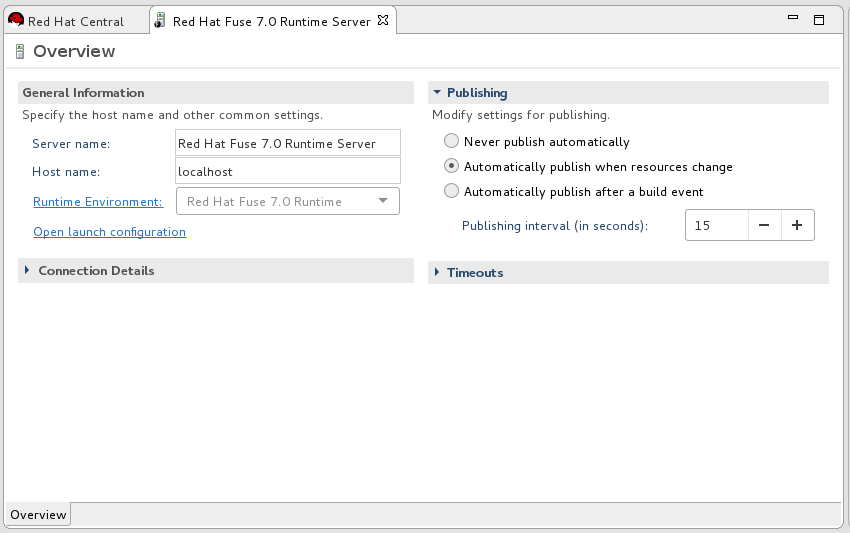 Red Hat Central
Red Hat Fuse 7.0 Runtime Server
Overview
General Information
Specify the host name and other common settings.
Server name: Red Hat Fuse 7.0 Runtime Server
Host name: localhost
Runtime Environment: Red Hat Fuse 7.0 Runtime
Open launch configuration
Connection Details
Publishing
Modify settings for publishing.
Never publish automatically
Automatically publish when resources change
Automatically publish after a build event
Publishing interval (in seconds): 15 − +
Timeouts
Overview